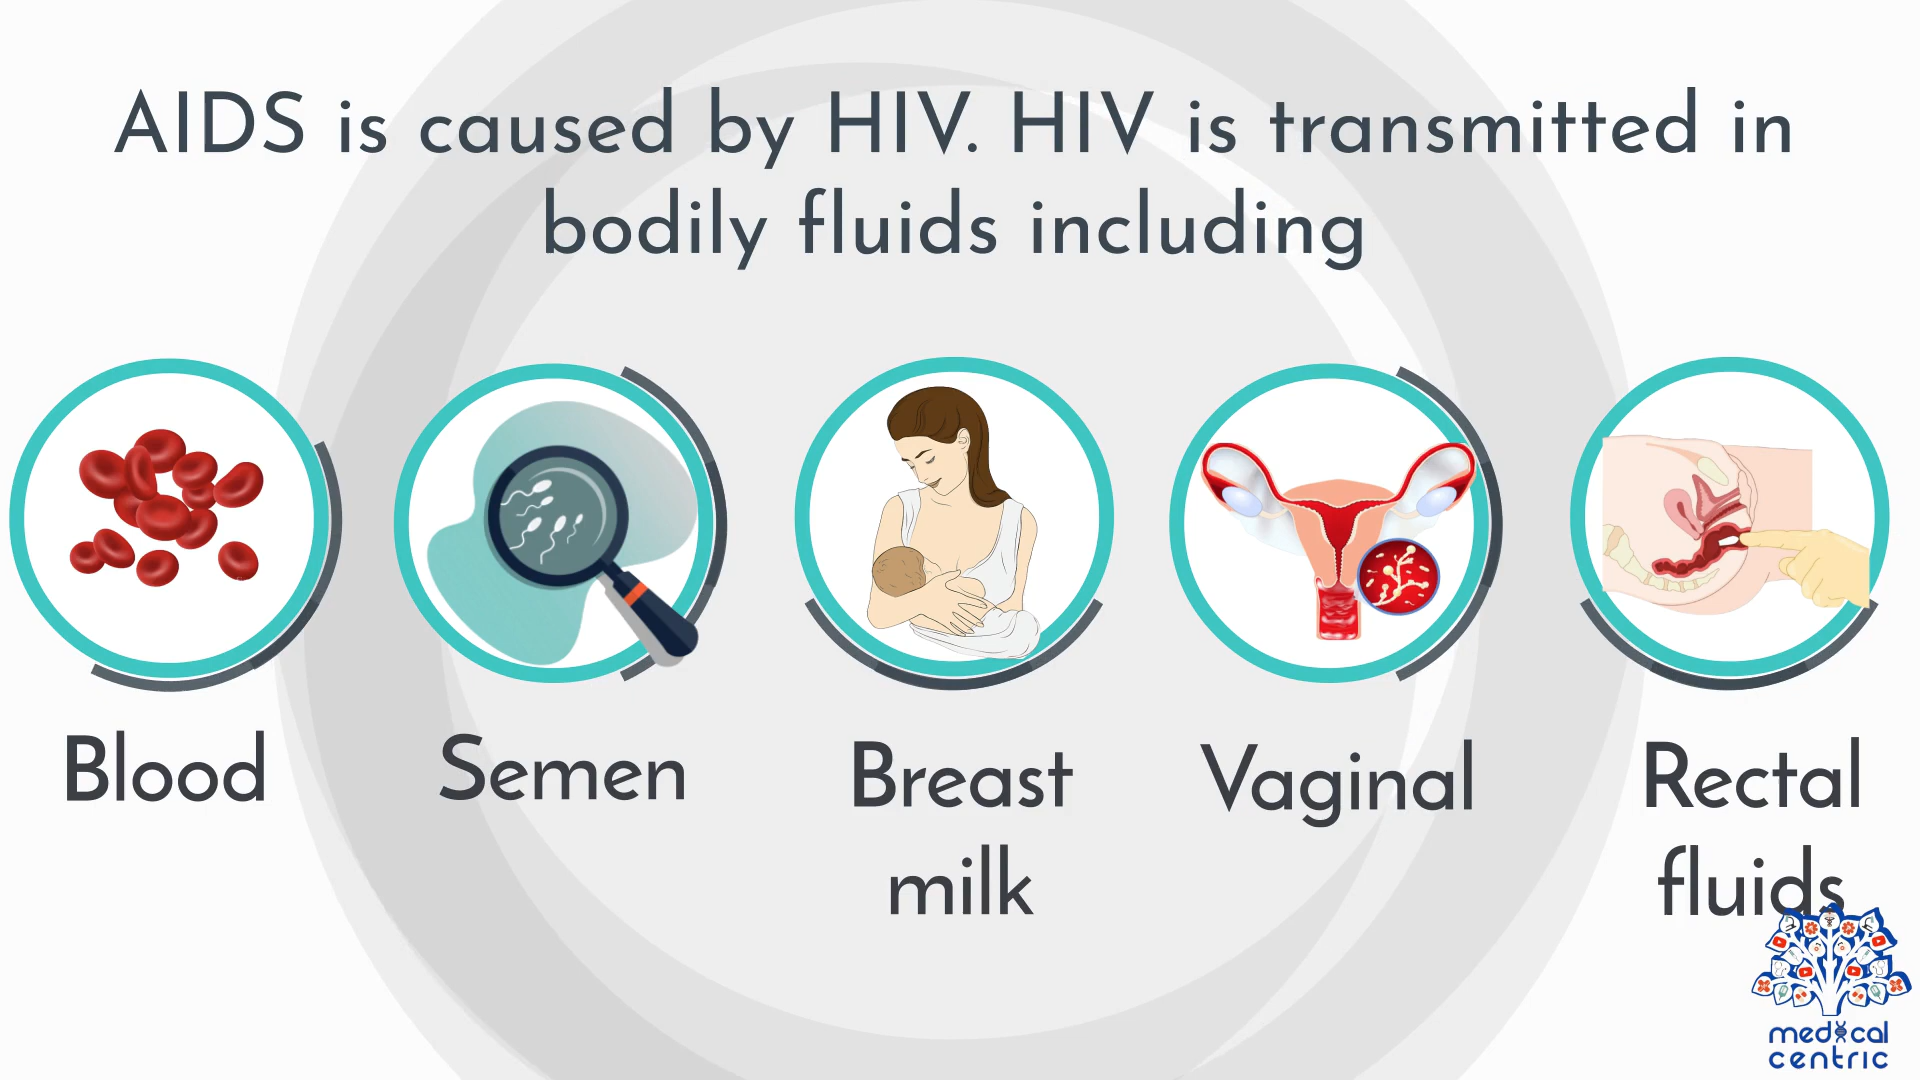 AIDS is caused by HIV. HIV is transmitted in
bodily fluids including
Blood
Semen
Breast
milk
Vaginal
Rectal
fluids
medical
centric